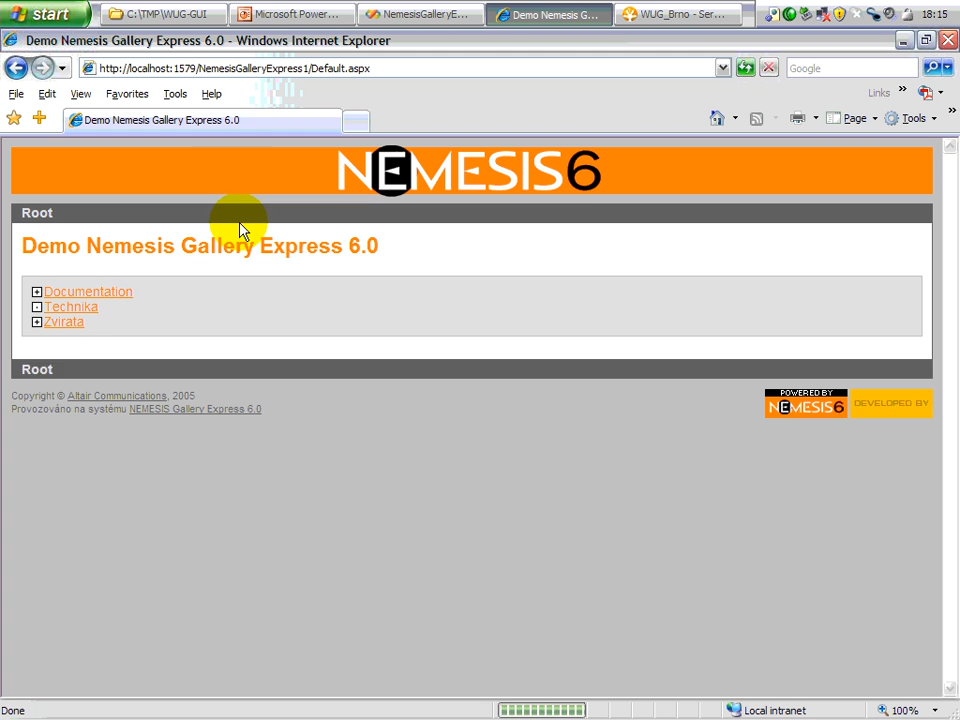 start
C:\TMP\WUG-GUI
Microsoft Power...
NemesisGalleryE...
Demo Nemesis G...
WUG_Brno - Ser...
18:15
Demo Nemesis Gallery Express 6.0 - Windows Internet Explorer
http://localhost:1579/NemesisGalleryExpress1/Default.aspx
Google
File Edit View Favorites Tools Help
Links »
Demo Nemesis Gallery Express 6.0
Page
Tools
»
NEMESIS6
Root
Demo Nemesis Gallery Express 6.0
Documentation
Technika
Zvirata
Root
Copyright © Altair Communications, 2005
Provozováno na systému NEMESIS Gallery Express 6.0
POWERED BY
NEMESIS6
DEVELOPED BY
Done
Local intranet
100%